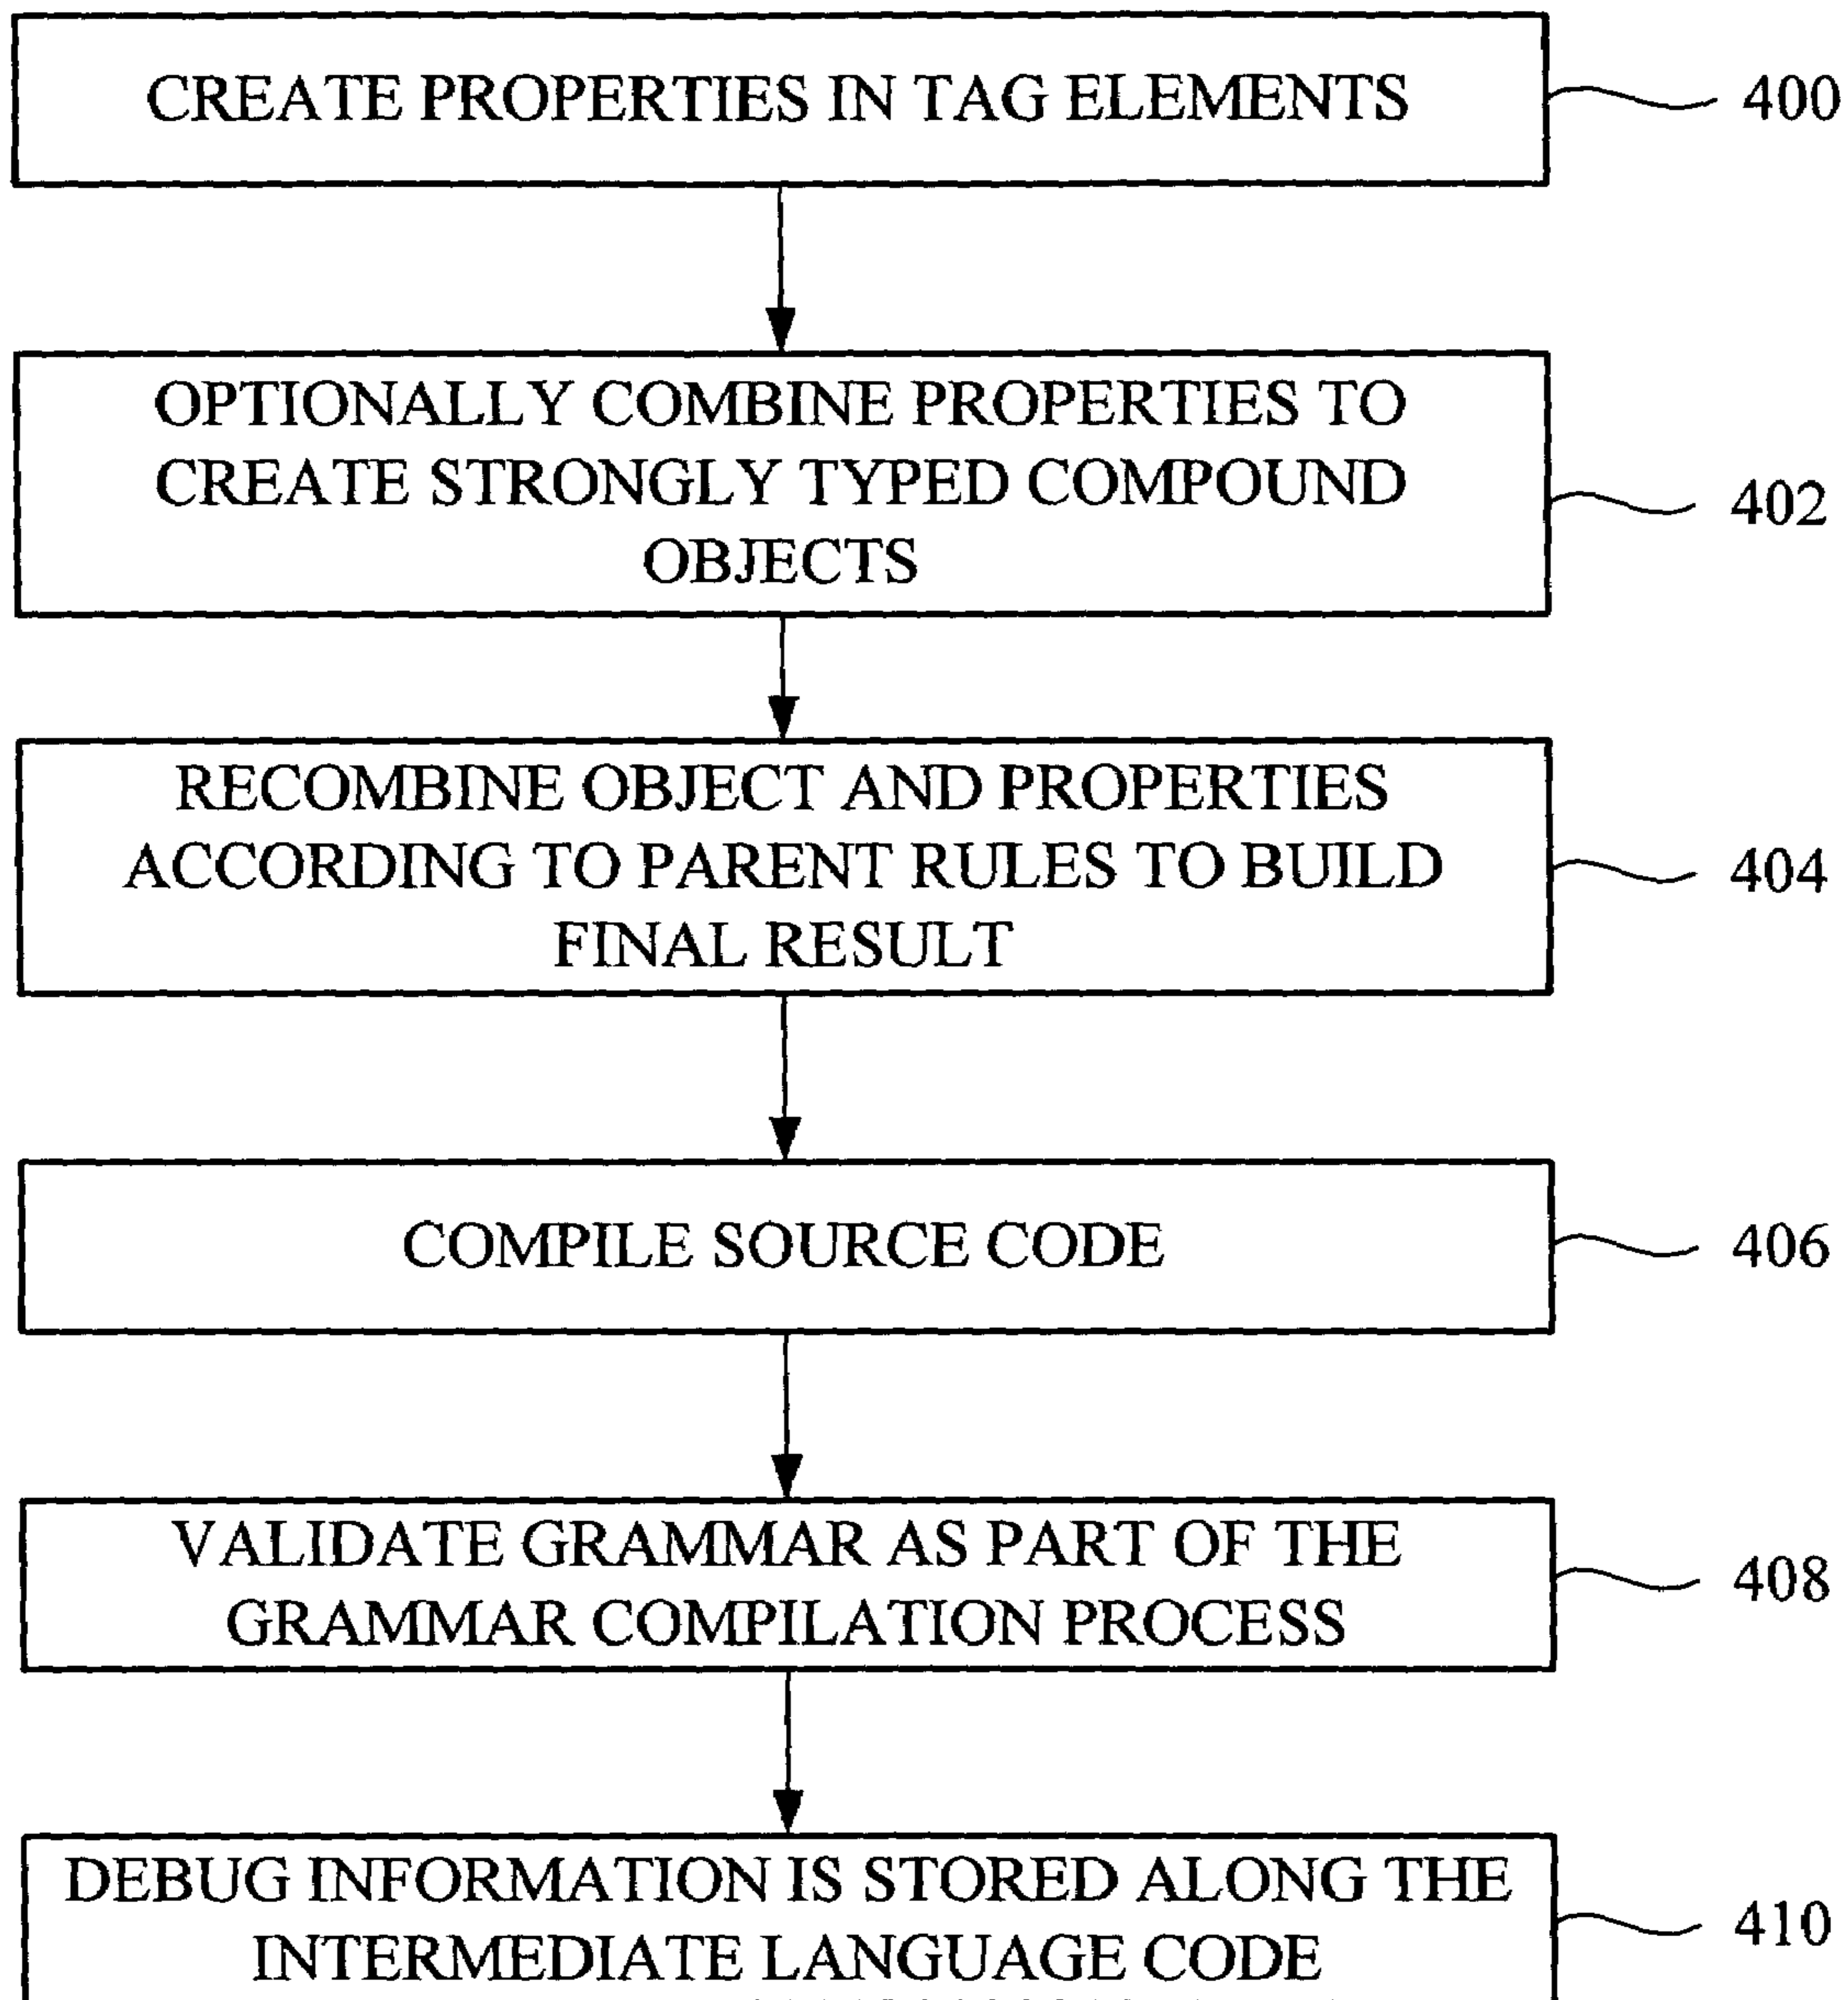 CREATE PROPERTIES IN TAG ELEMENTS
400
OPTIONALLY COMBINE PROPERTIES TO
CREATE STRONGLY TYPED COMPOUND
OBJECTS
402
RECOMBINE OBJECT AND PROPERTIES
ACCORDING TO PARENT RULES TO BUILD
FINAL RESULT
404
COMPILE SOURCE CODE
406
VALIDATE GRAMMAR AS PART OF THE
GRAMMAR COMPILATION PROCESS
408
DEBUG INFORMATION IS STORED ALONG THE
INTERMEDIATE LANGUAGE CODE
410